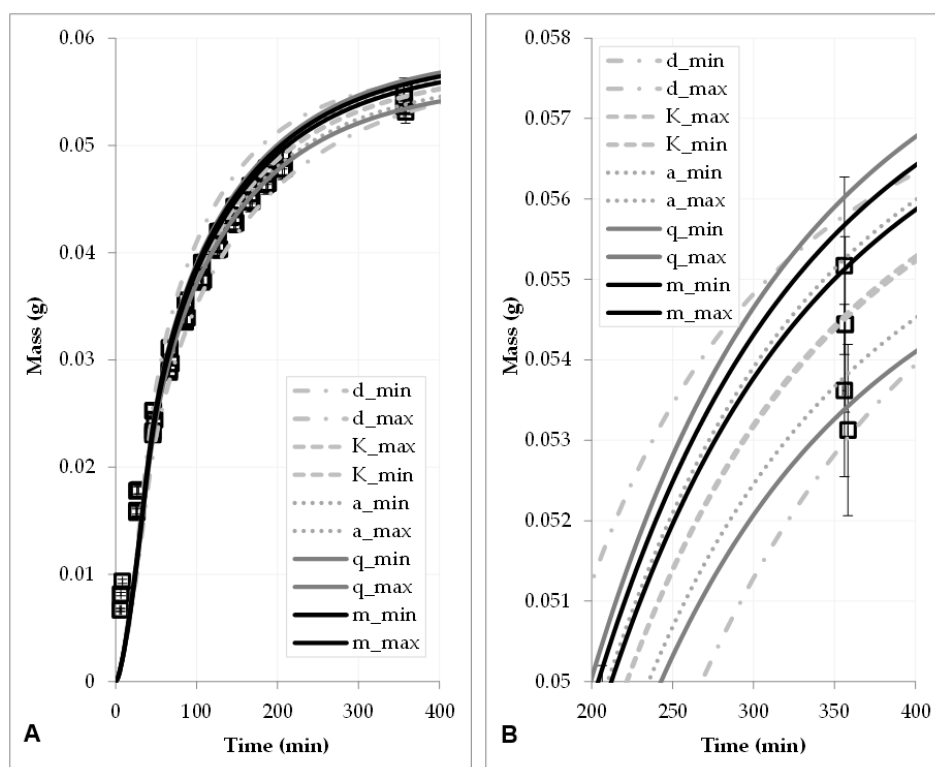 0.06
0.05
0.04
0.03
0.02
0.01
0
Mass (g)
0
100
200
300
400
Time (min)
d_min
d_max
K_max
K_min
a_min
a_max
q_min
q_max
m_min
m_max
A
0.058
0.057
0.056
0.055
0.054
0.053
0.052
0.051
0.05
Mass (g)
200
250
300
350
400
Time (min)
d_min
d_max
K_max
K_min
a_min
a_max
q_min
q_max
m_min
m_max
B